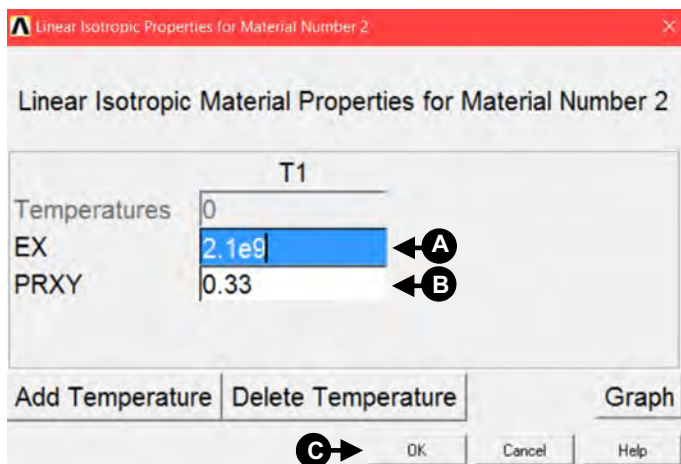 Linear Isotropic Properties for Material Number 2
Linear Isotropic Material Properties for Material Number 2
T1
Temperatures 0
EX 2.1e9 A
PRXY 0.33 B
Add Temperature Delete Temperature Graph
C OK Cancel Help